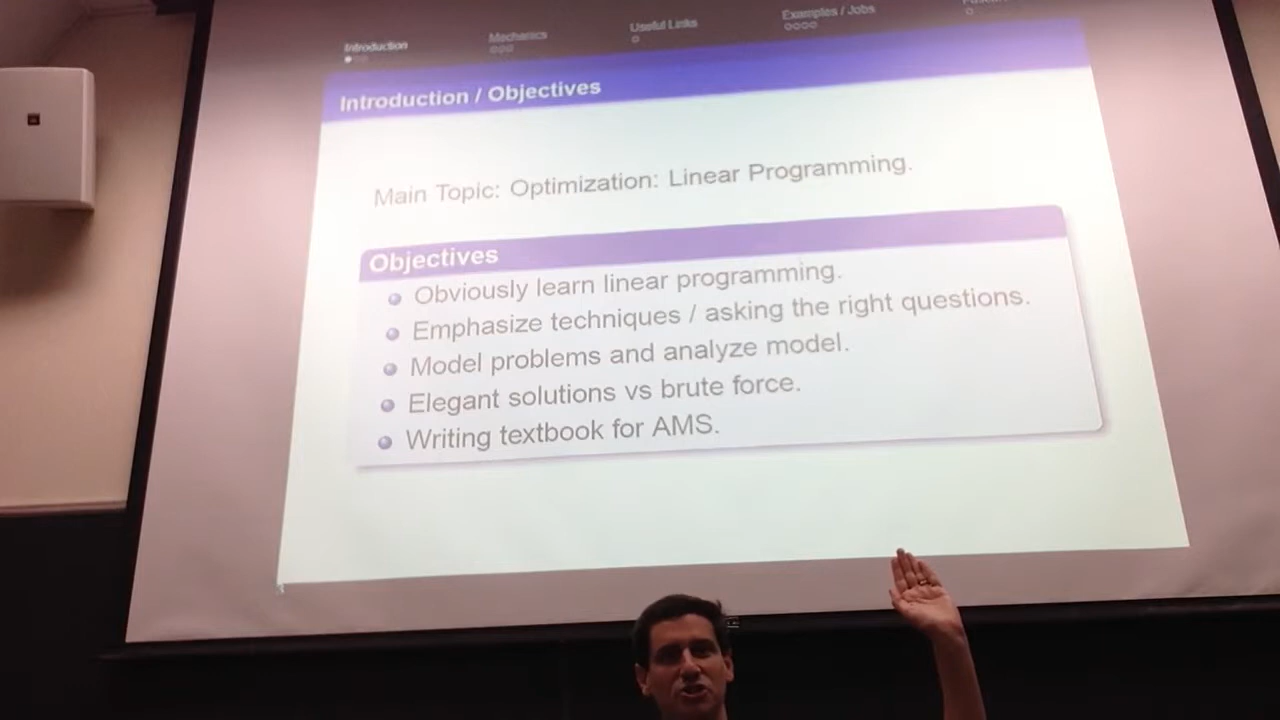 Introduction
Mechanics
Useful Links
Examples / Jobs
Introduction / Objectives
Main Topic: Optimization: Linear Programming.
Objectives
Obviously learn linear programming.
Emphasize techniques / asking the right questions.
Model problems and analyze model.
Elegant solutions vs brute force.
Writing textbook for AMS.